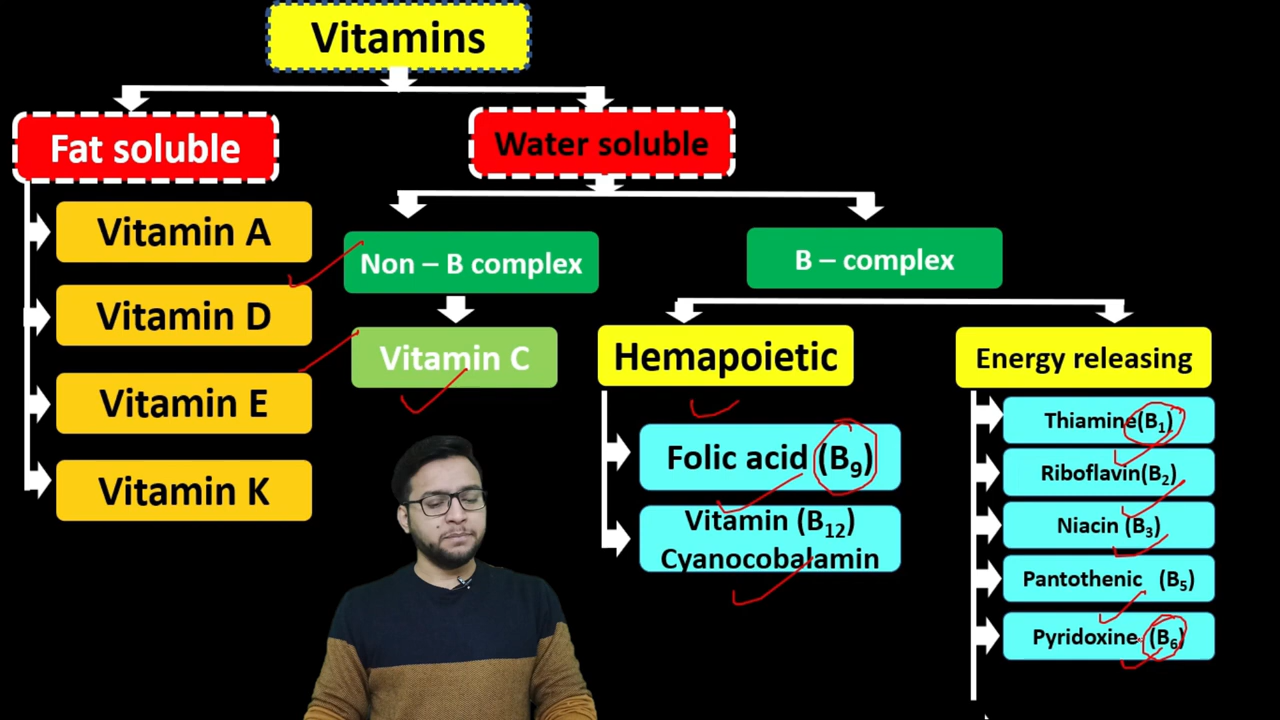 Vitamins
Fat soluble
Water soluble
Vitamin A
Vitamin D
Vitamin E
Vitamin K
Non – B complex
Vitamin C
B – complex
Hemapoietic
Folic acid (B₉)
Vitamin (B₁₂)
Cyanocobalamin
Energy releasing
Thiamine(B₁)
Riboflavin(B₂)
Niacin (B₃)
Pantothenic (B₅)
Pyridoxine (B₆)